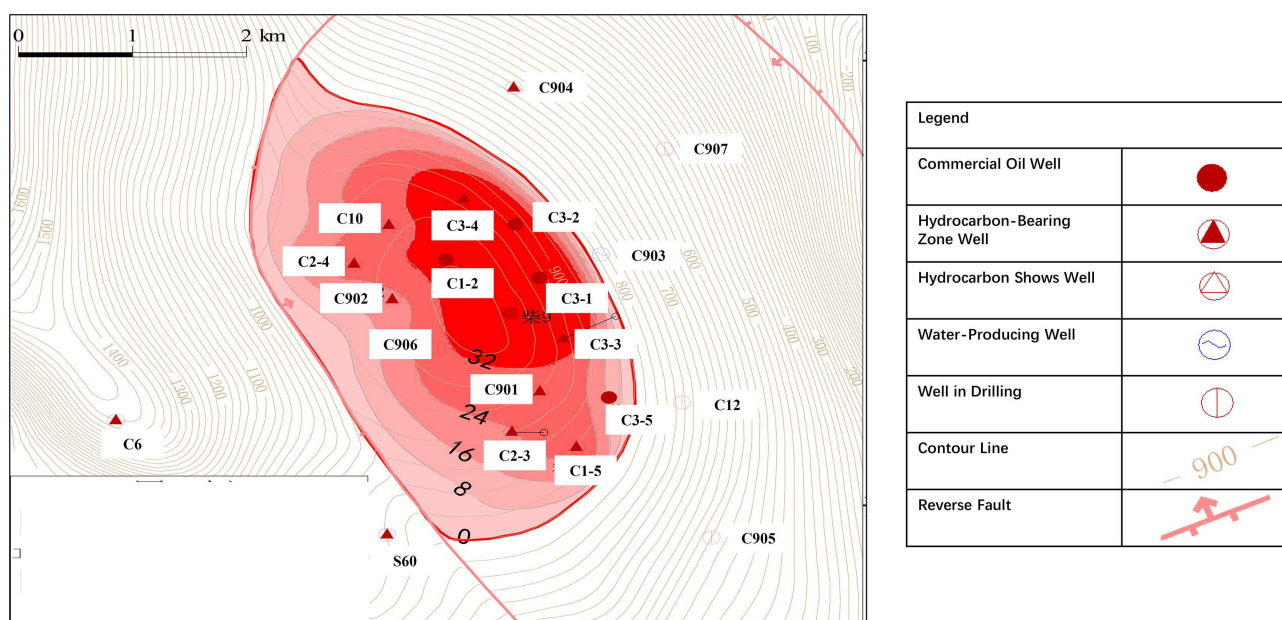 0
1
2 km
C904
C907
C10
C3-4
C3-2
C903
C2-4
C1-2
C3-1
C902
柴9
C906
C3-3
C901
C3-5
C12
C2-3
C1-5
C6
S60
C905
32
24
16
8
0
1600
1500
1400
1300
1200
1100
1000
900
800
700
600
500
400
300
200
100
200
Legend
Commercial Oil Well
Hydrocarbon-Bearing
Zone Well
Hydrocarbon Shows Well
Water-Producing Well
Well in Drilling
Contour Line
900
Reverse Fault